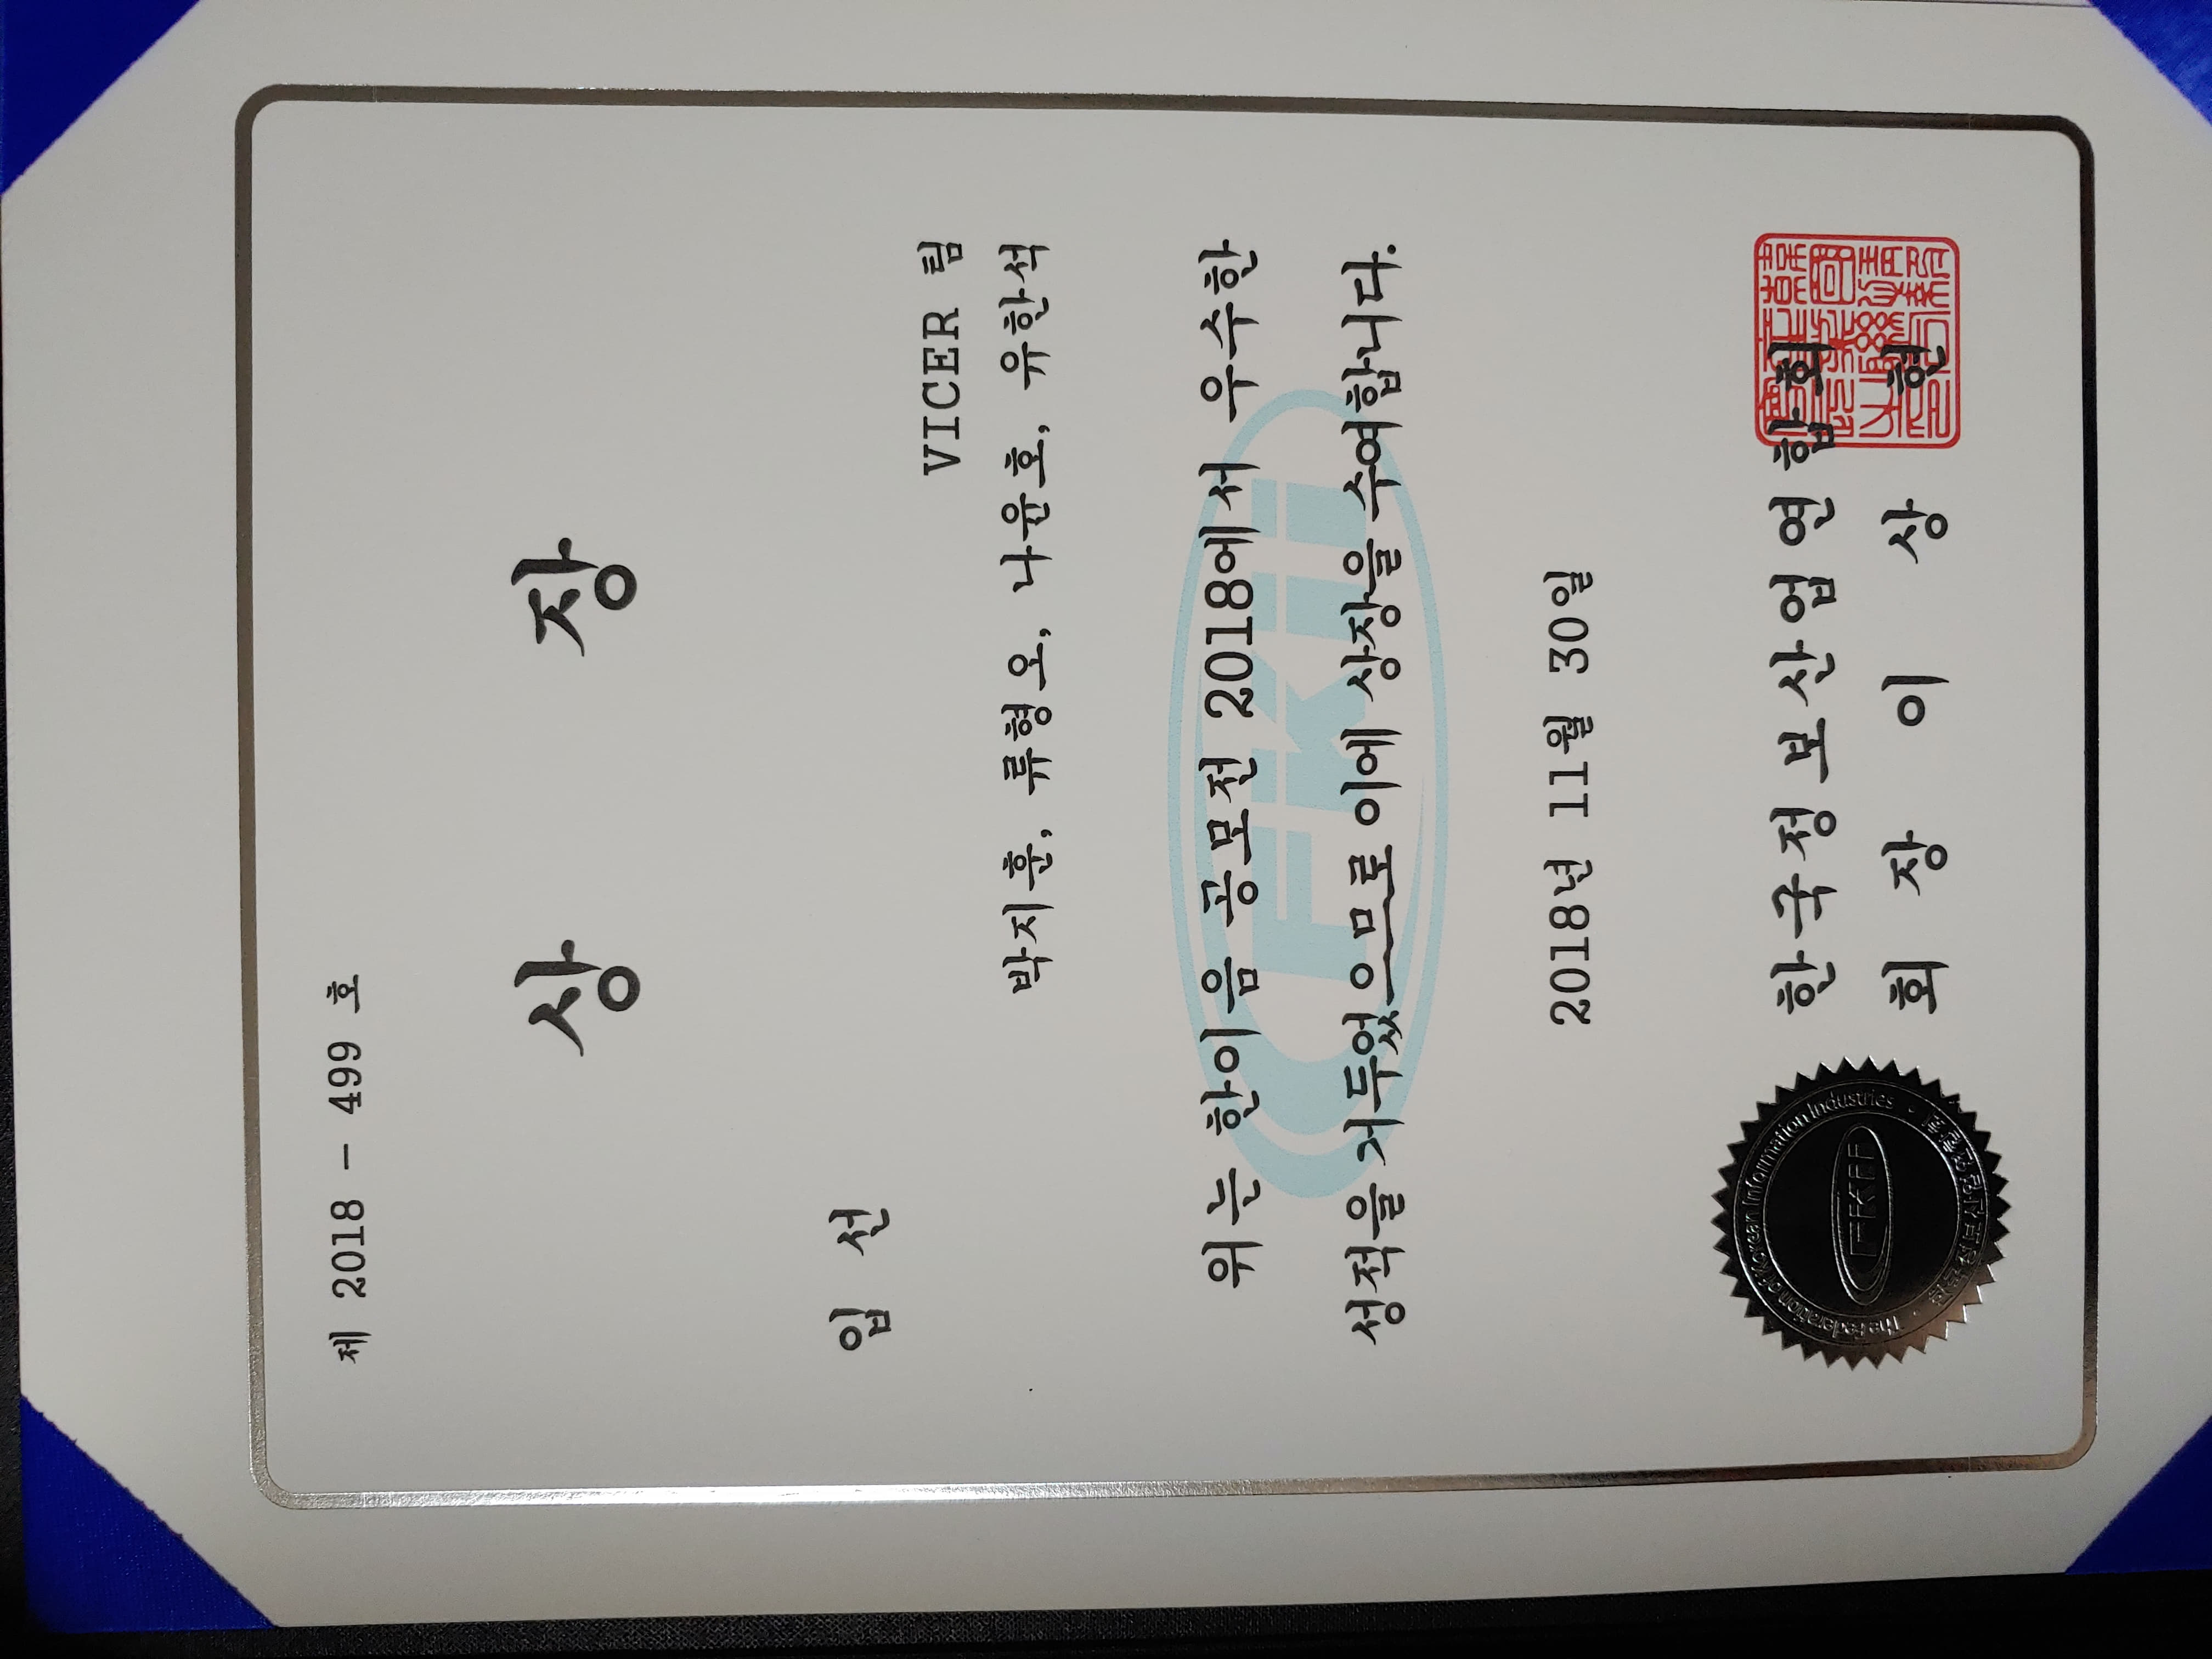 제 2018 - 499 호
상 장
입 선
VICER 팀
박지훈, 류형오, 나윤호, 유한석
위는 한이음 공모전 2018에서 우수한
성적을 거두었으므로 이에 상장을 수여합니다.
FKII
2018년 11월 30일
한국정보산업연합회
회 장 이 상 현
The Federation of Korean Information Industries
FKII
한국정보산업연합회